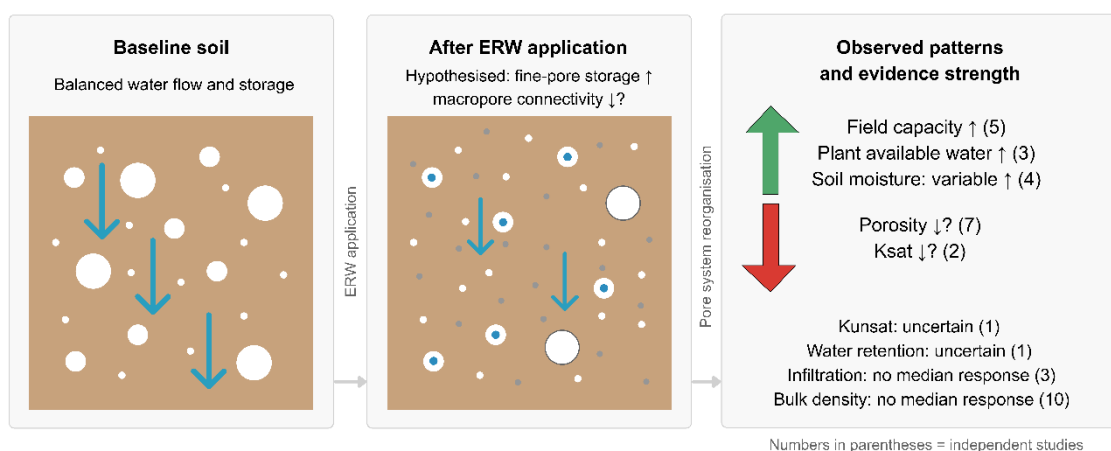 Baseline soil
Balanced water flow and storage
ERW application
After ERW application
Hypothesised: fine-pore storage ↑
macropore connectivity ↓?
Pore system reorganisation
Observed patterns
and evidence strength
Field capacity ↑ (5)
Plant available water ↑ (3)
Soil moisture: variable ↑ (4)
Porosity ↓? (7)
Ksat ↓? (2)
Kunsat: uncertain (1)
Water retention: uncertain (1)
Infiltration: no median response (3)
Bulk density: no median response (10)
Numbers in parentheses = independent studies